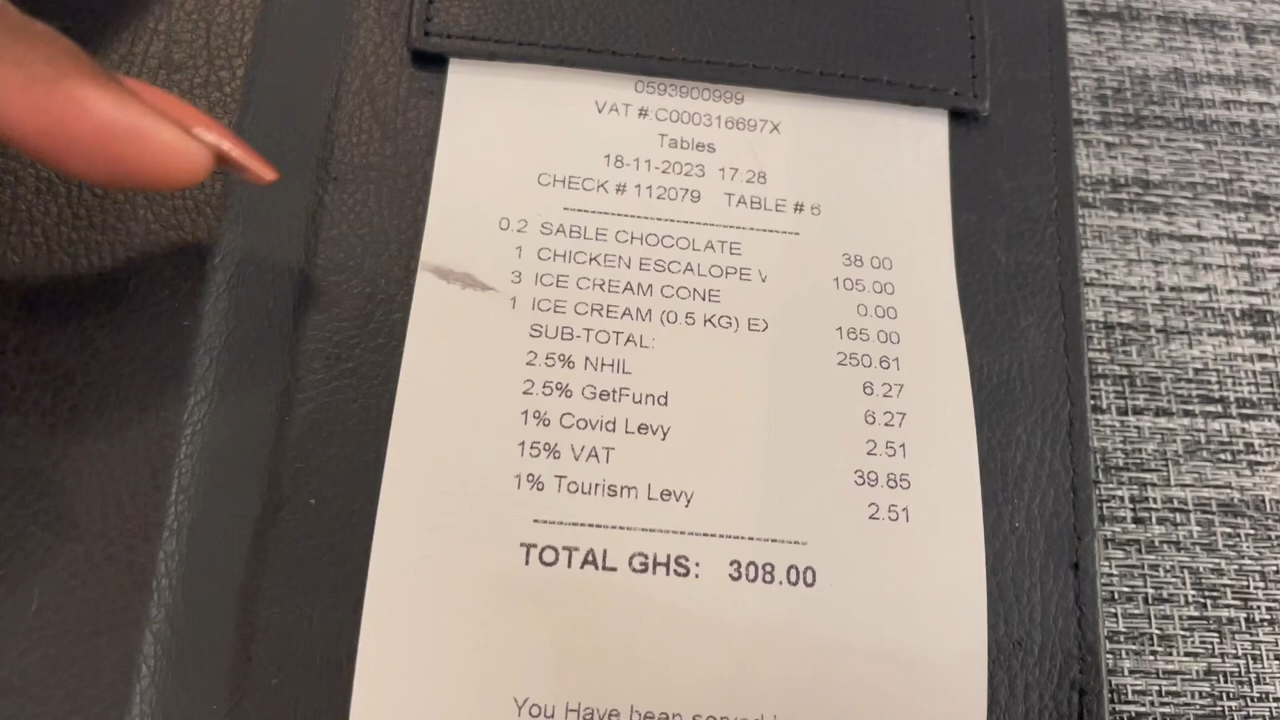 0593900999
VAT #:C000316697X
Tables
18-11-2023 17:28
CHECK # 112079 TABLE # 6
0.2 SABLE CHOCOLATE 38.00
1 CHICKEN ESCALOPE V 105.00
3 ICE CREAM CONE 0.00
1 ICE CREAM (0.5 KG) EX 165.00
SUB-TOTAL: 250.61
2.5% NHIL 6.27
2.5% GetFund 6.27
1% Covid Levy 2.51
15% VAT 39.85
1% Tourism Levy 2.51
TOTAL GHS: 308.00
You Have been served